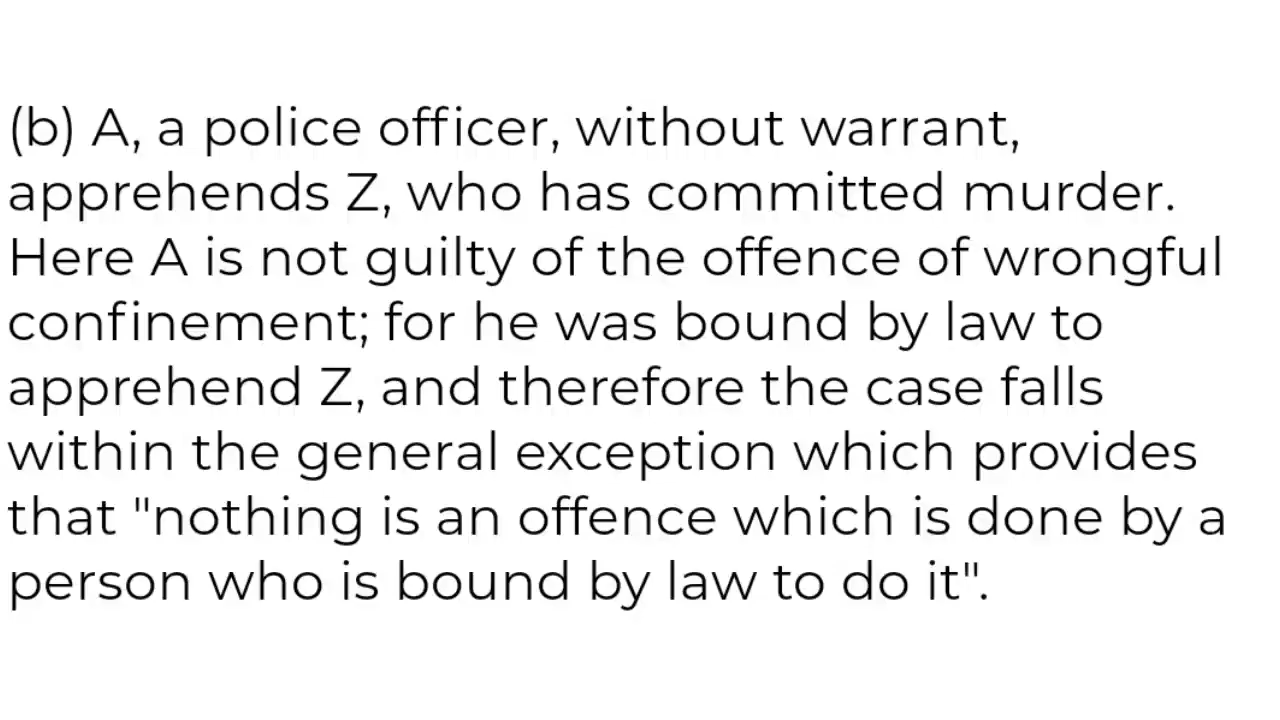 (b) A, a police officer, without warrant,
apprehends Z, who has committed murder.
Here A is not guilty of the offence of wrongful
confinement; for he was bound by law to
apprehend Z, and therefore the case falls
within the general exception which provides
that "nothing is an offence which is done by a
person who is bound by law to do it".